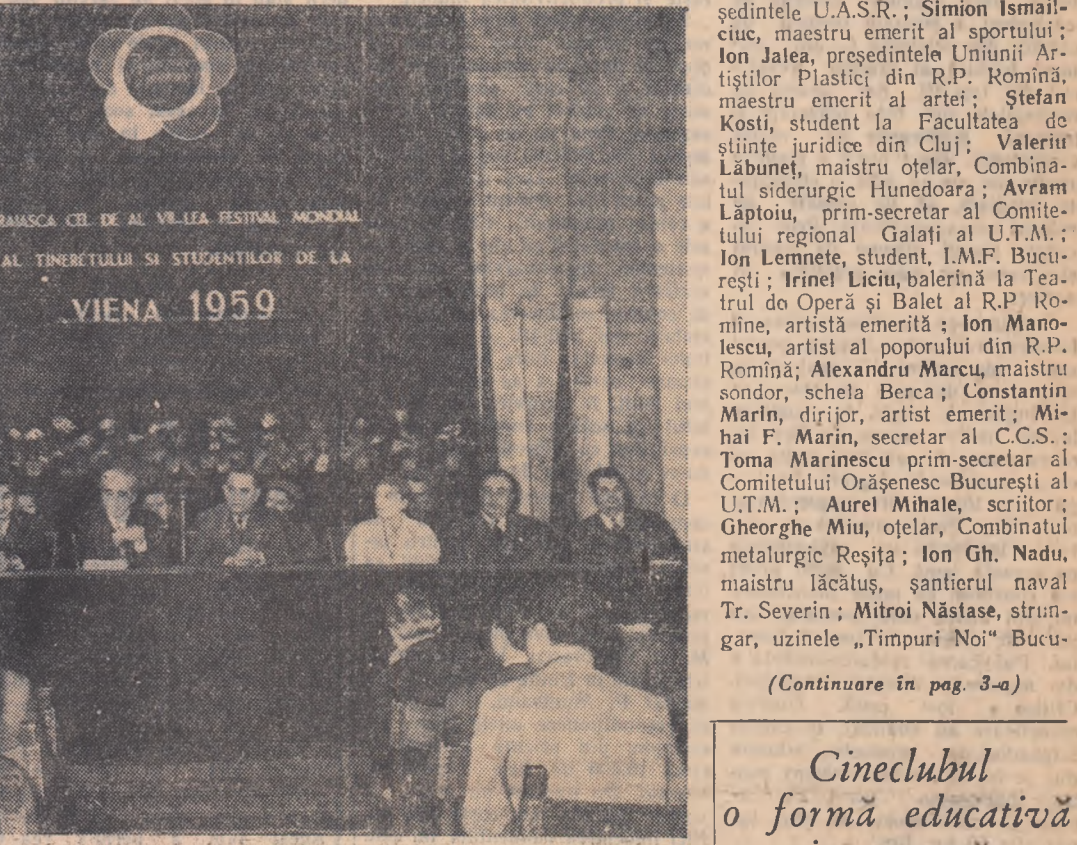 RAIASCA CEL DE AL VII-LEA FESTIVAL MONDIAL
AL TINERETULUI SI STUDENTILOR DE LA
VIENA 1959
ședintele U.A.S.R. ; Simion Ismail-
ciuc, maestru emerit al sportului ;
Ion Jalea, președintele Uniunii Ar-
tiștilor Plastici din R.P. Romînă,
maestru emerit al artei ; Ștefan
Kosti, student la Facultatea de
științe juridice din Cluj ; Valeriu
Lăbuneț, maistru oțelar, Combina-
tul siderurgic Hunedoara ; Avram
Lăptoiu, prim-secretar al Comite-
tului regional Galați al U.T.M. ;
Ion Lemnete, student, I.M.F. Bucu-
rești ; Irinel Liciu, balerină la Tea-
trul de Operă și Balet al R.P. Ro-
mîne, artistă emerită ; Ion Mano-
lescu, artist al poporului din R.P.
Romînă; Alexandru Marcu, maistru
sondor, schela Berca ; Constantin
Marin, dirijor, artist emerit ; Mi-
hai F. Marin, secretar al C.C.S. ;
Toma Marinescu prim-secretar al
Comitetului Orășenesc București al
U.T.M. ; Aurel Mihale, scriitor ;
Gheorghe Miu, oțelar, Combinatul
metalurgic Reșița ; Ion Gh. Nadu,
maistru lăcătuș, șantierul naval
Tr. Severin ; Mitroi Năstase, strun-
gar, uzinele „Timpuri Noi" Bucu-
(Continuare în pag. 3-a)
Cineclubul
o formă educativă